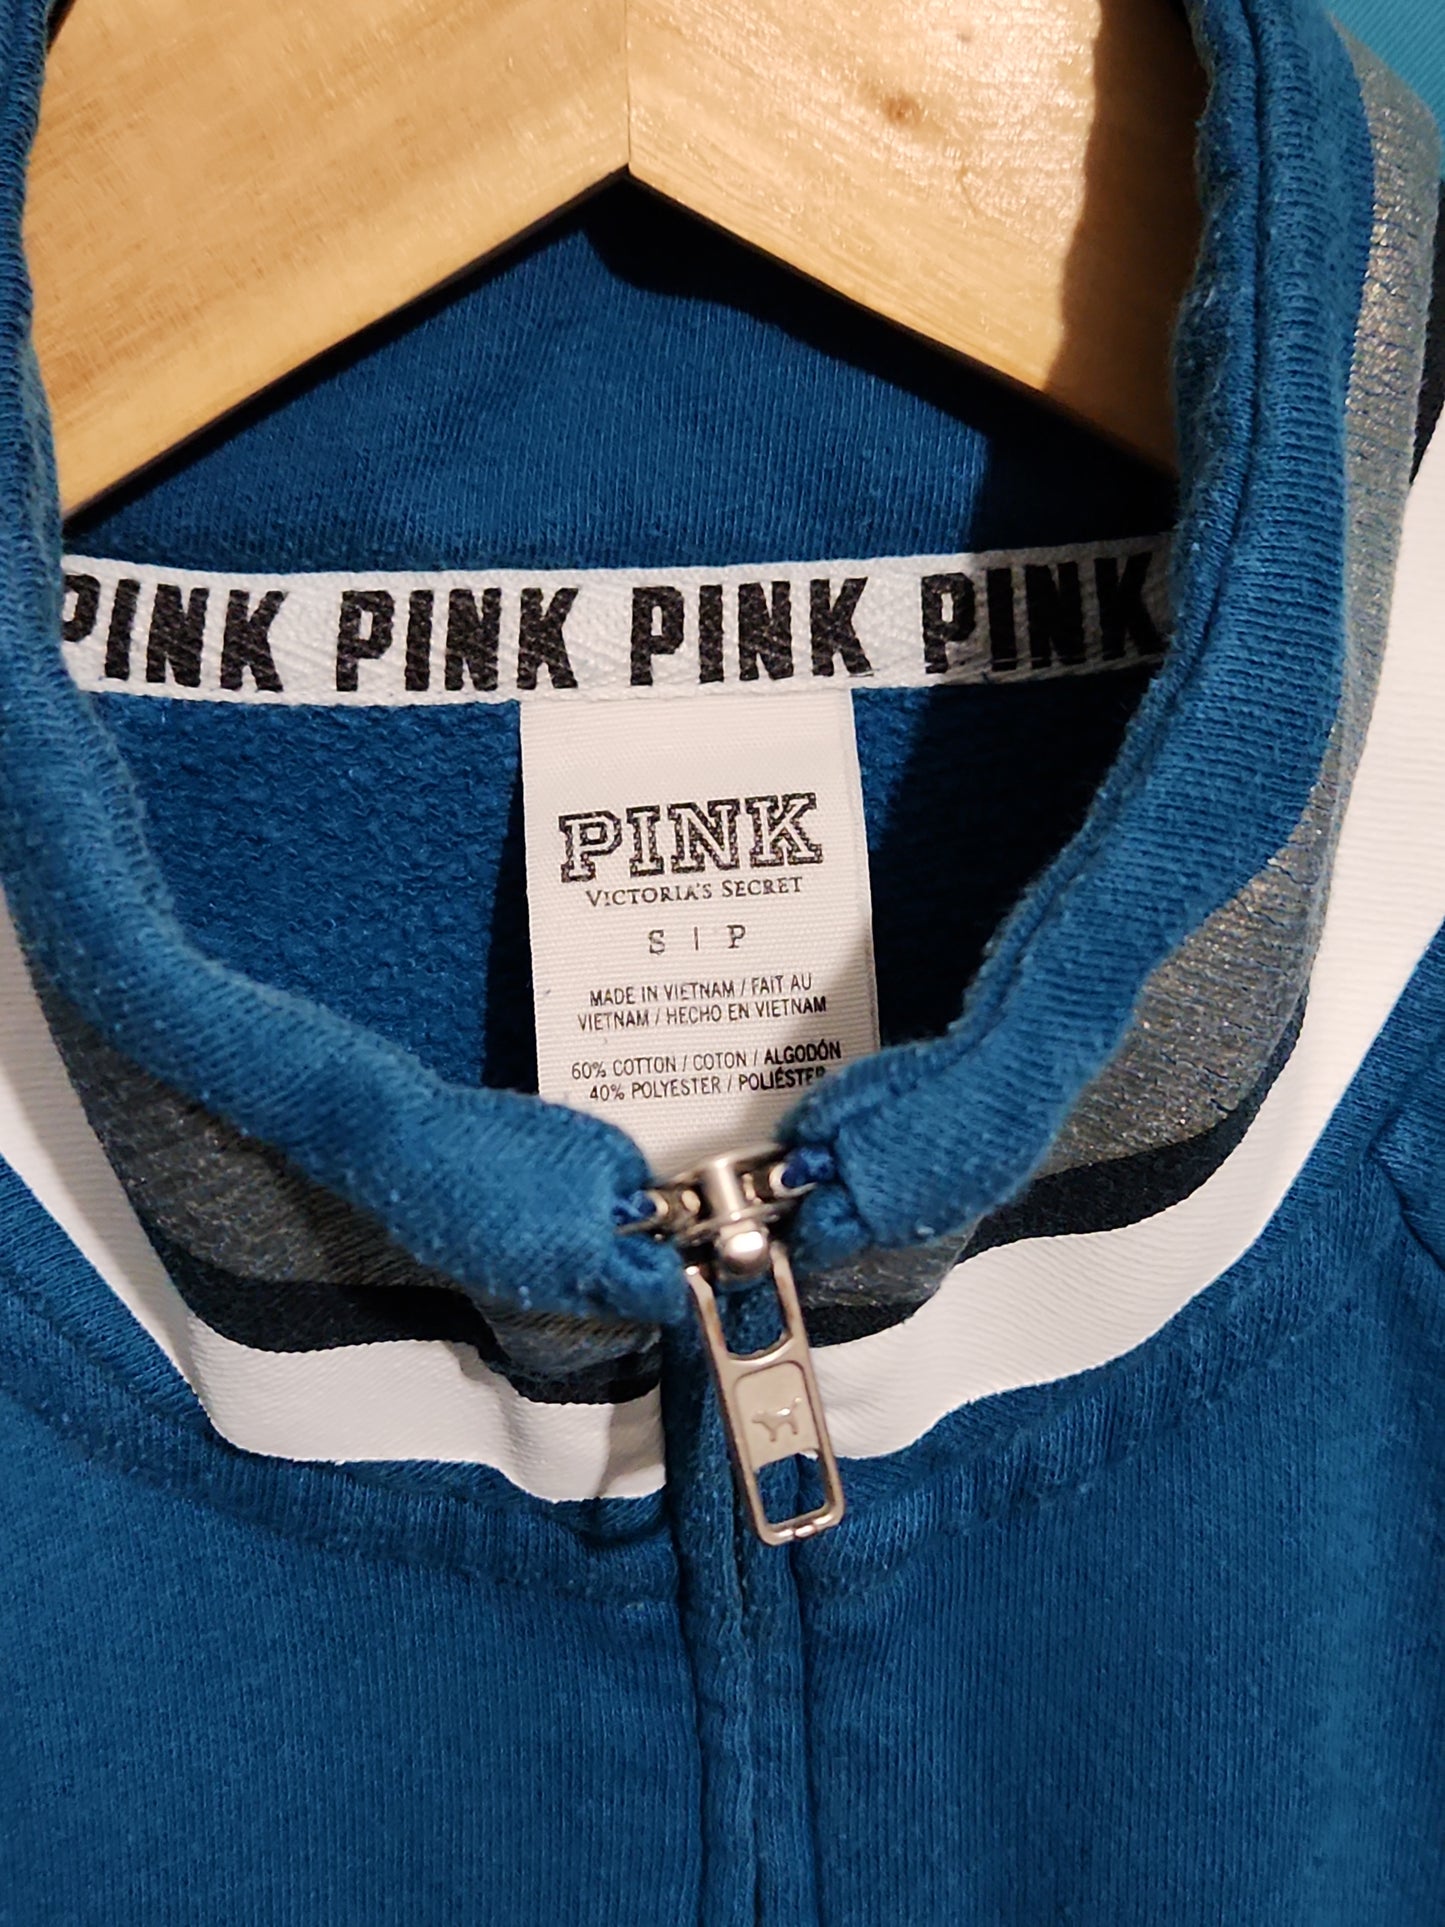 PINK PINK PINK PINK
PINK
VICTORIA'S SECRET
S | P
MADE IN VIETNAM / FAIT AU
VIETNAM / HECHO EN VIETNAM
60% COTTON / COTON / ALGODÓN
40% POLYESTER / POLIÉSTER